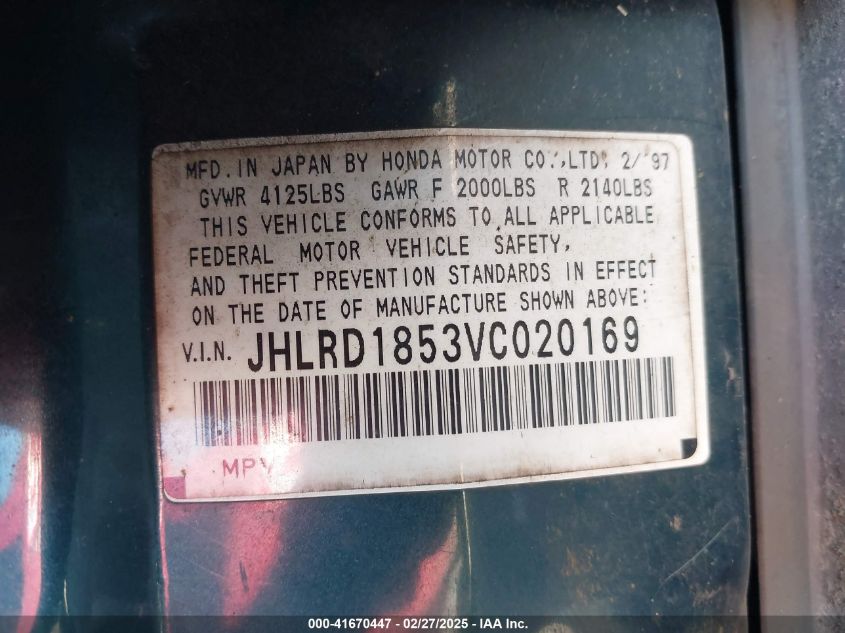 MFD. IN JAPAN BY HONDA MOTOR CO., LTD. 2/'97
GVWR 4125LBS GAWR F 2000LBS R 2140LBS
THIS VEHICLE CONFORMS TO ALL APPLICABLE
FEDERAL MOTOR VEHICLE SAFETY,
AND THEFT PREVENTION STANDARDS IN EFFECT
ON THE DATE OF MANUFACTURE SHOWN ABOVE:
V.I.N. JHLRD1853VC020169
MPV
000-41670447 - 02/27/2025 - IAA Inc.